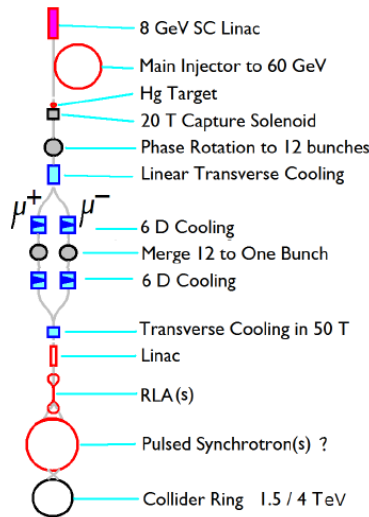 8 GeV SC Linac
Main Injector to 60 GeV
Hg Target
20 T Capture Solenoid
Phase Rotation to 12 bunches
Linear Transverse Cooling
μ+ μ−
6 D Cooling
Merge 12 to One Bunch
6 D Cooling
Transverse Cooling in 50 T
Linac
RLA(s)
Pulsed Synchrotron(s) ?
Collider Ring 1.5 / 4 TeV